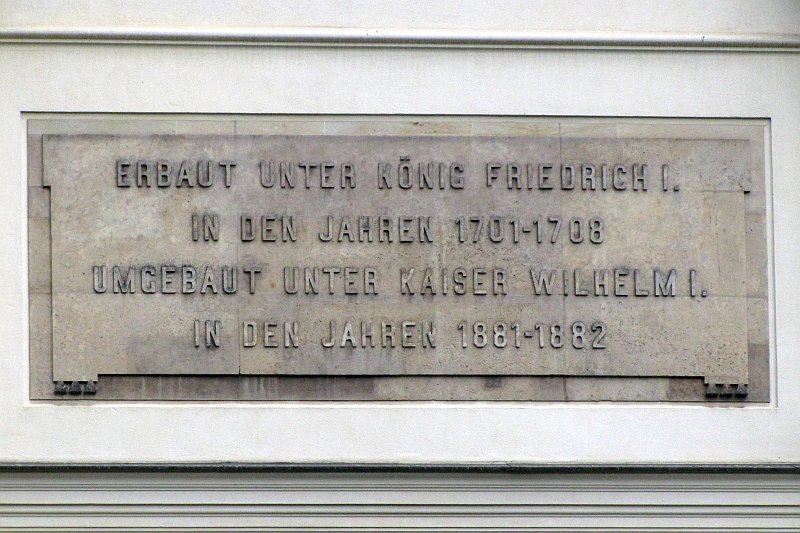 ERBAUT UNTER KÖNIG FRIEDRICH I.
IN DEN JAHREN 1701-1708
UMGEBAUT UNTER KAISER WILHELM I.
IN DEN JAHREN 1881-1882